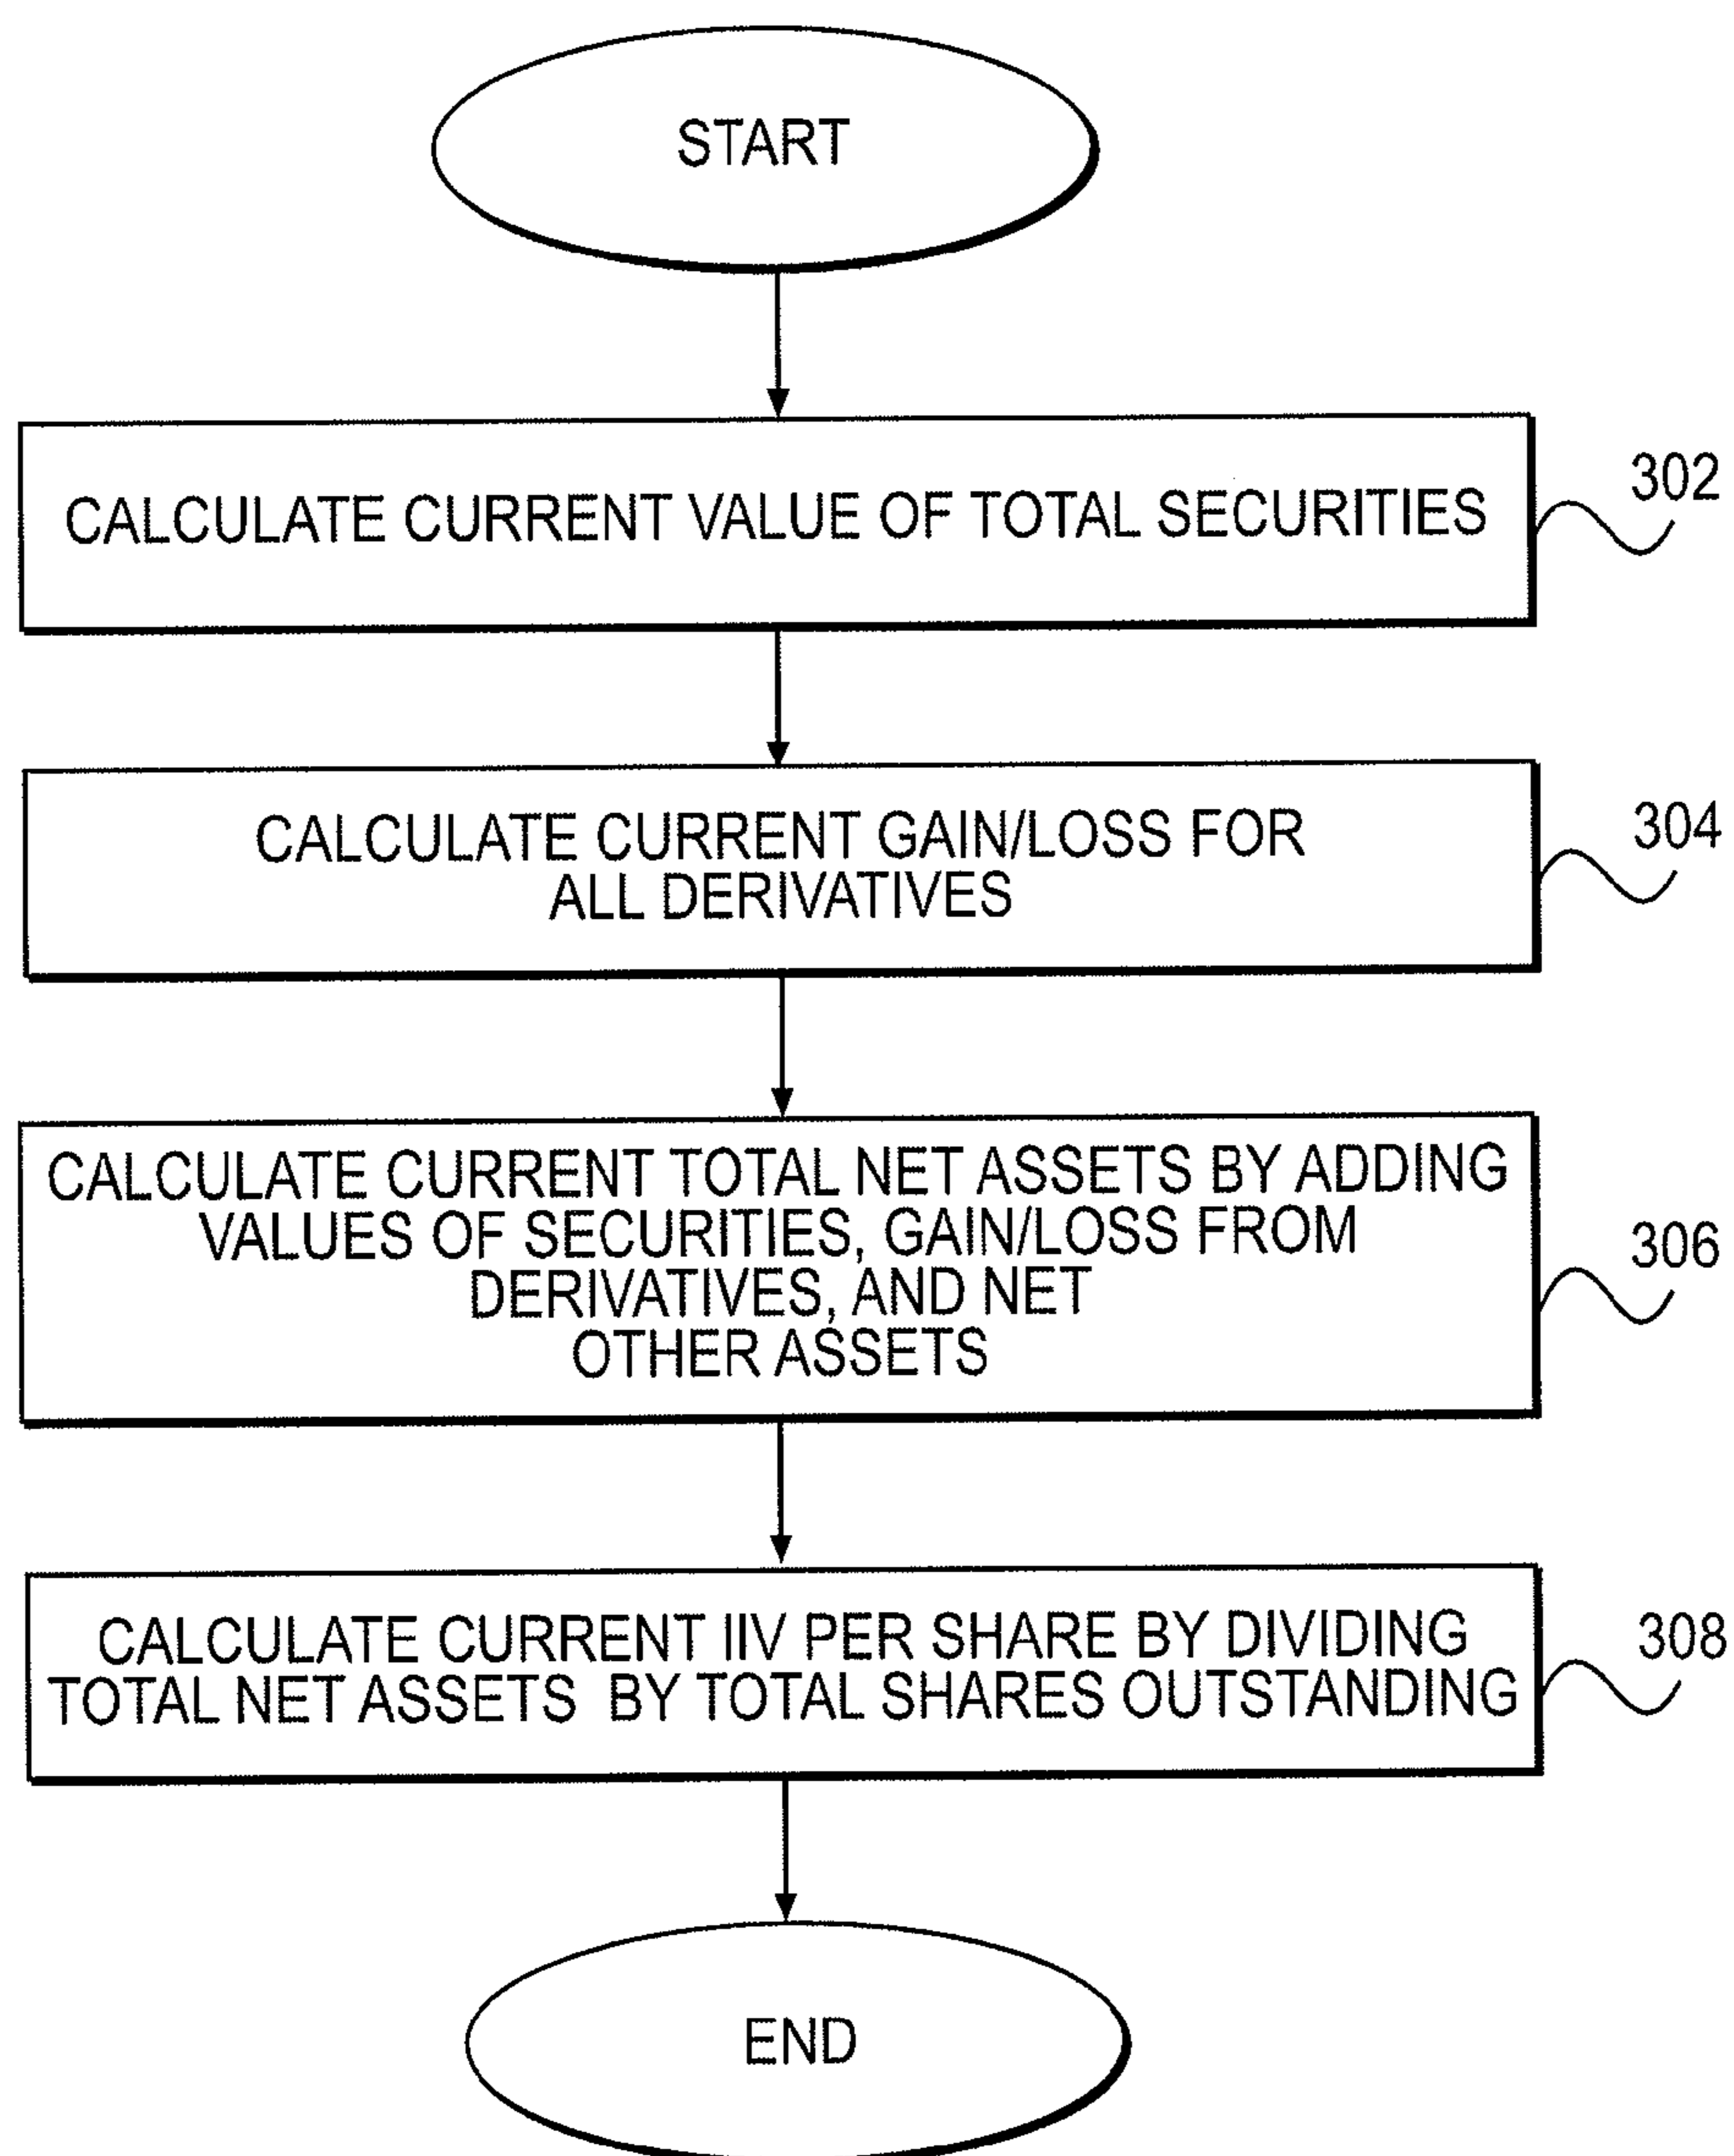 START
CALCULATE CURRENT VALUE OF TOTAL SECURITIES
302
CALCULATE CURRENT GAIN/LOSS FOR
ALL DERIVATIVES
304
CALCULATE CURRENT TOTAL NET ASSETS BY ADDING
VALUES OF SECURITIES, GAIN/LOSS FROM
DERIVATIVES, AND NET
OTHER ASSETS
306
CALCULATE CURRENT IIV PER SHARE BY DIVIDING
TOTAL NET ASSETS BY TOTAL SHARES OUTSTANDING
308
END